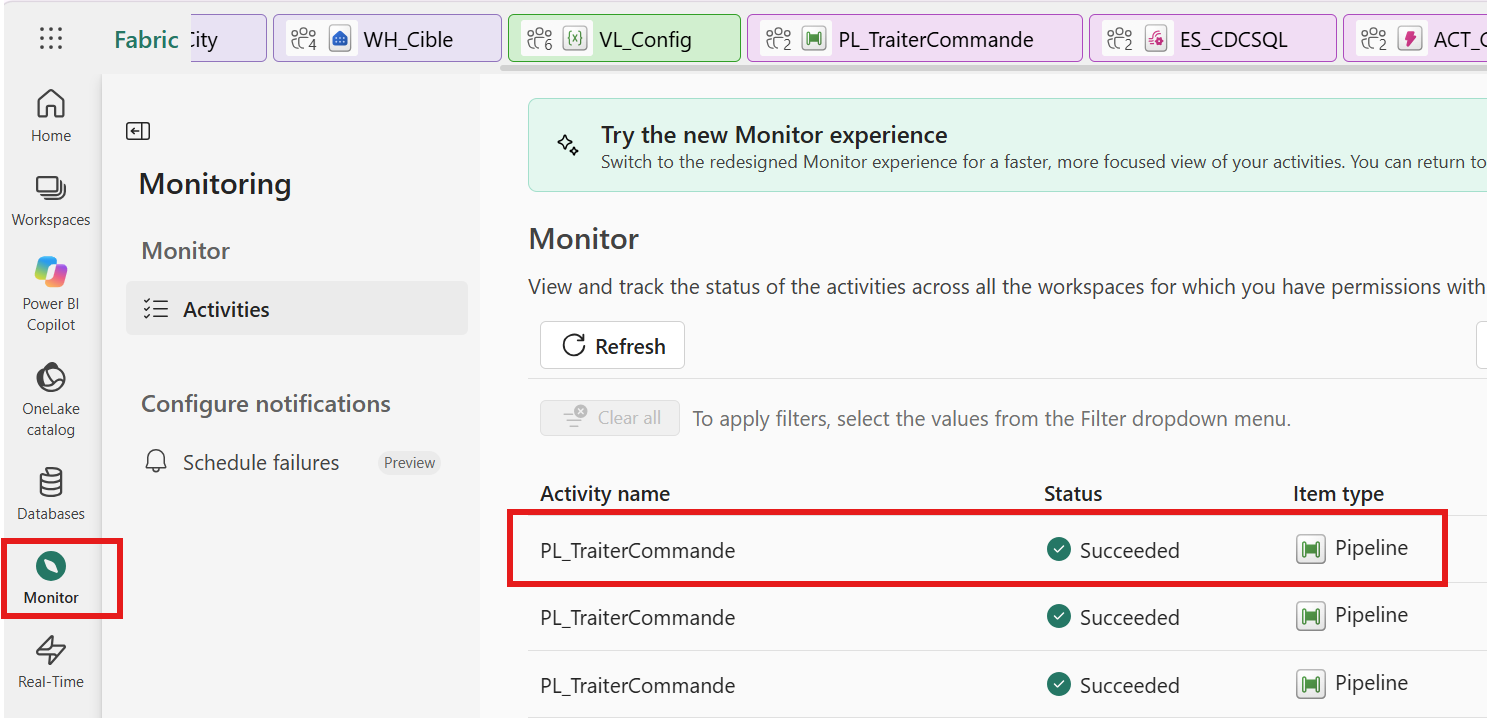 Fabric
City
4 WH_Cible
6 VL_Config
2 PL_TraiterCommande
2 ES_CDCSQL
2 ACT_
Home
Workspaces
Power BI
Copilot
OneLake
catalog
Databases
Monitor
Real-Time
Monitoring
Monitor
Activities
Configure notifications
Schedule failures Preview
Try the new Monitor experience
Switch to the redesigned Monitor experience for a faster, more focused view of your activities. You can return to
Monitor
View and track the status of the activities across all the workspaces for which you have permissions with
Refresh
Clear all To apply filters, select the values from the Filter dropdown menu.
Activity name Status Item type
PL_TraiterCommande Succeeded Pipeline
PL_TraiterCommande Succeeded Pipeline
PL_TraiterCommande Succeeded Pipeline